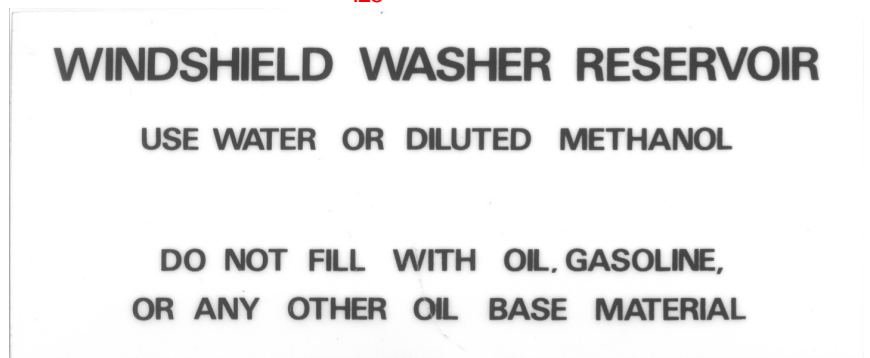 WINDSHIELD WASHER RESERVOIR
USE WATER OR DILUTED METHANOL
DO NOT FILL WITH OIL, GASOLINE,
OR ANY OTHER OIL BASE MATERIAL